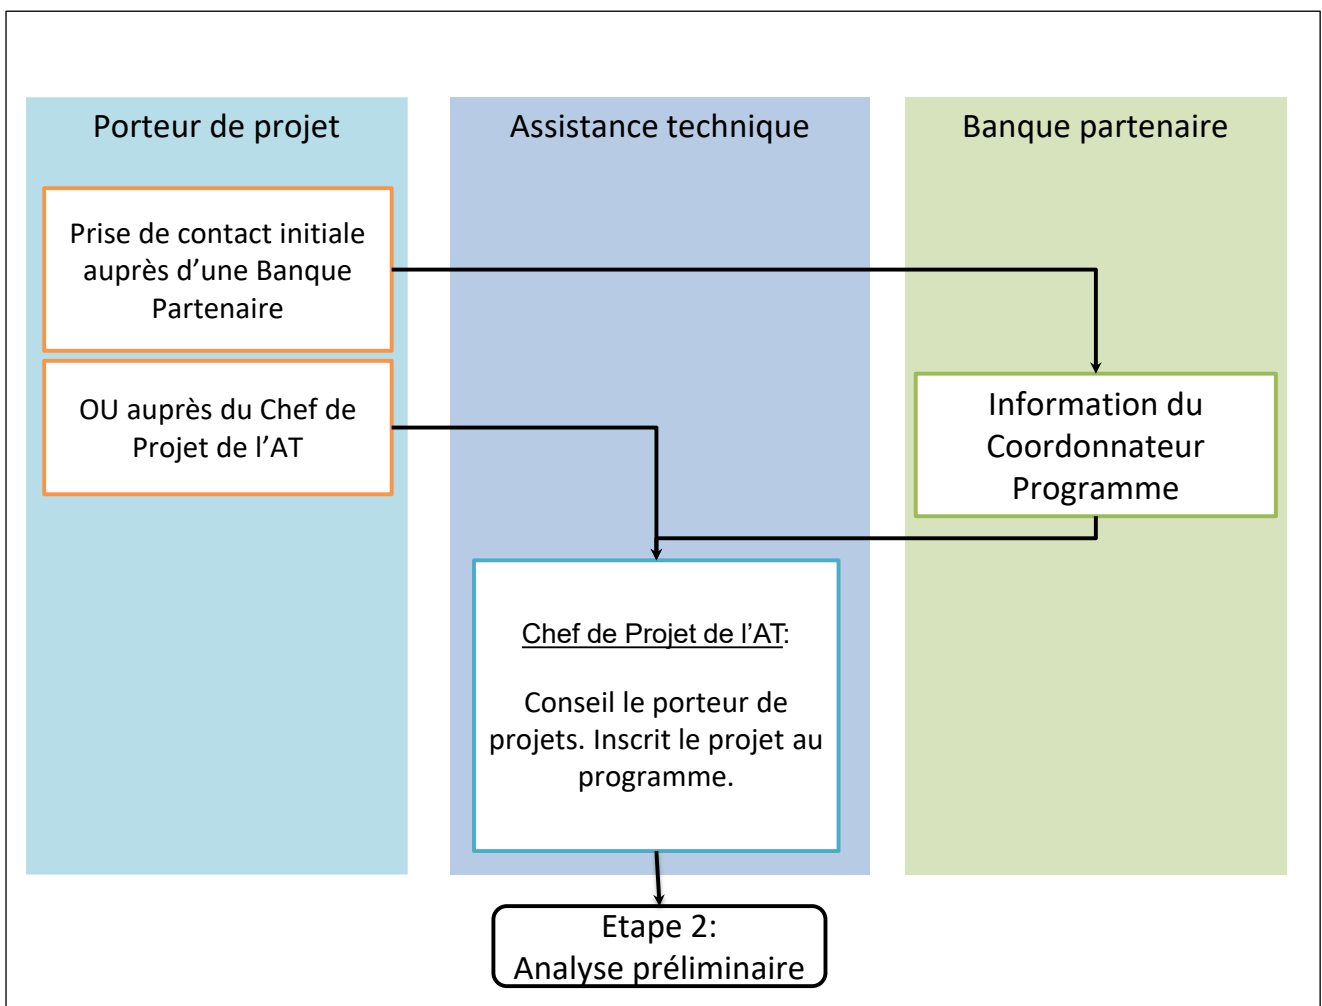 Porteur de projet
Assistance technique
Banque partenaire
Prise de contact initiale
auprès d’une Banque
Partenaire
OU auprès du Chef de
Projet de l’AT
Information du
Coordonnateur
Programme
Chef de Projet de l’AT:
Conseil le porteur de
projets. Inscrit le projet au
programme.
Etape 2:
Analyse préliminaire